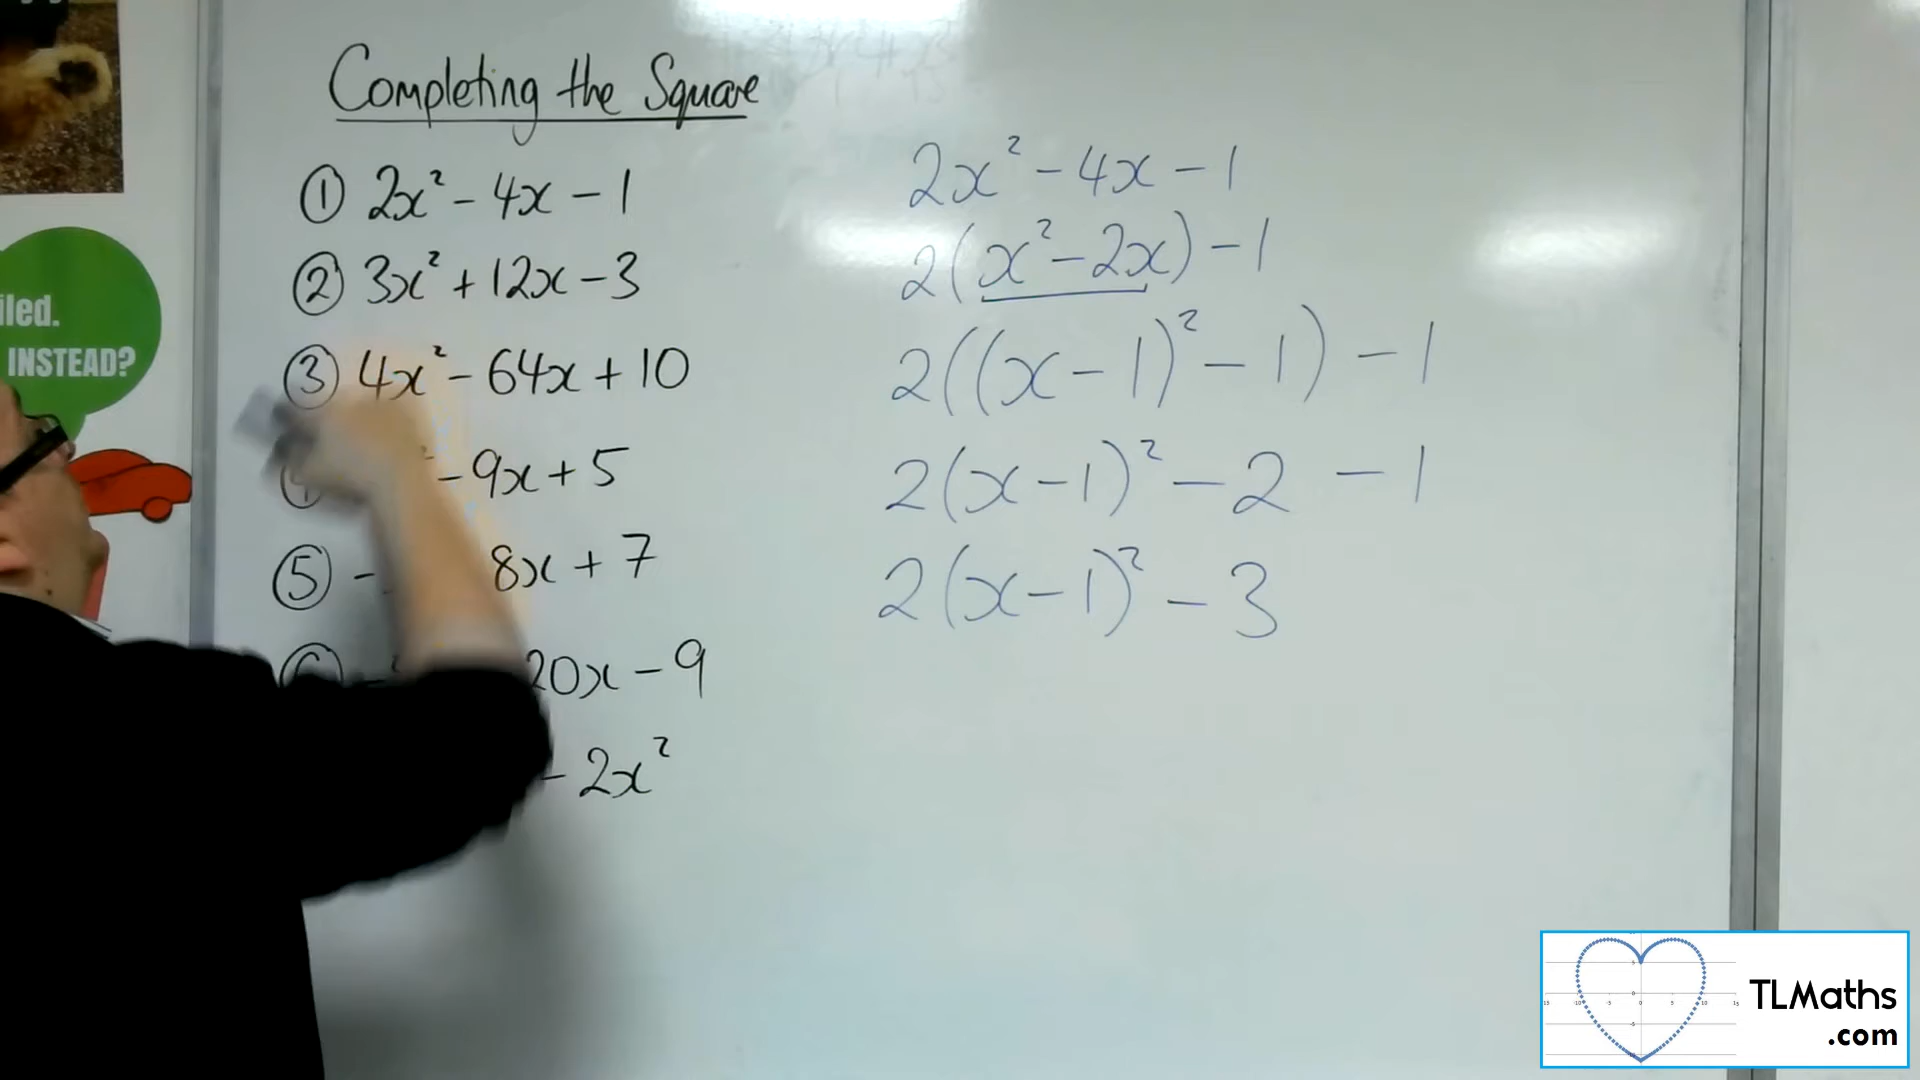 Completing the Square
① 2x² - 4x - 1
② 3x² + 12x - 3
③ 4x² - 64x + 10
- 9x + 5
⑤ - 8x + 7
⑥ - 20x - 9
- 2x²
2x² - 4x - 1
2(x² - 2x) - 1
2((x - 1)² - 1) - 1
2(x - 1)² - 2 - 1
2(x - 1)² - 3
INSTEAD?
TLMaths
.com